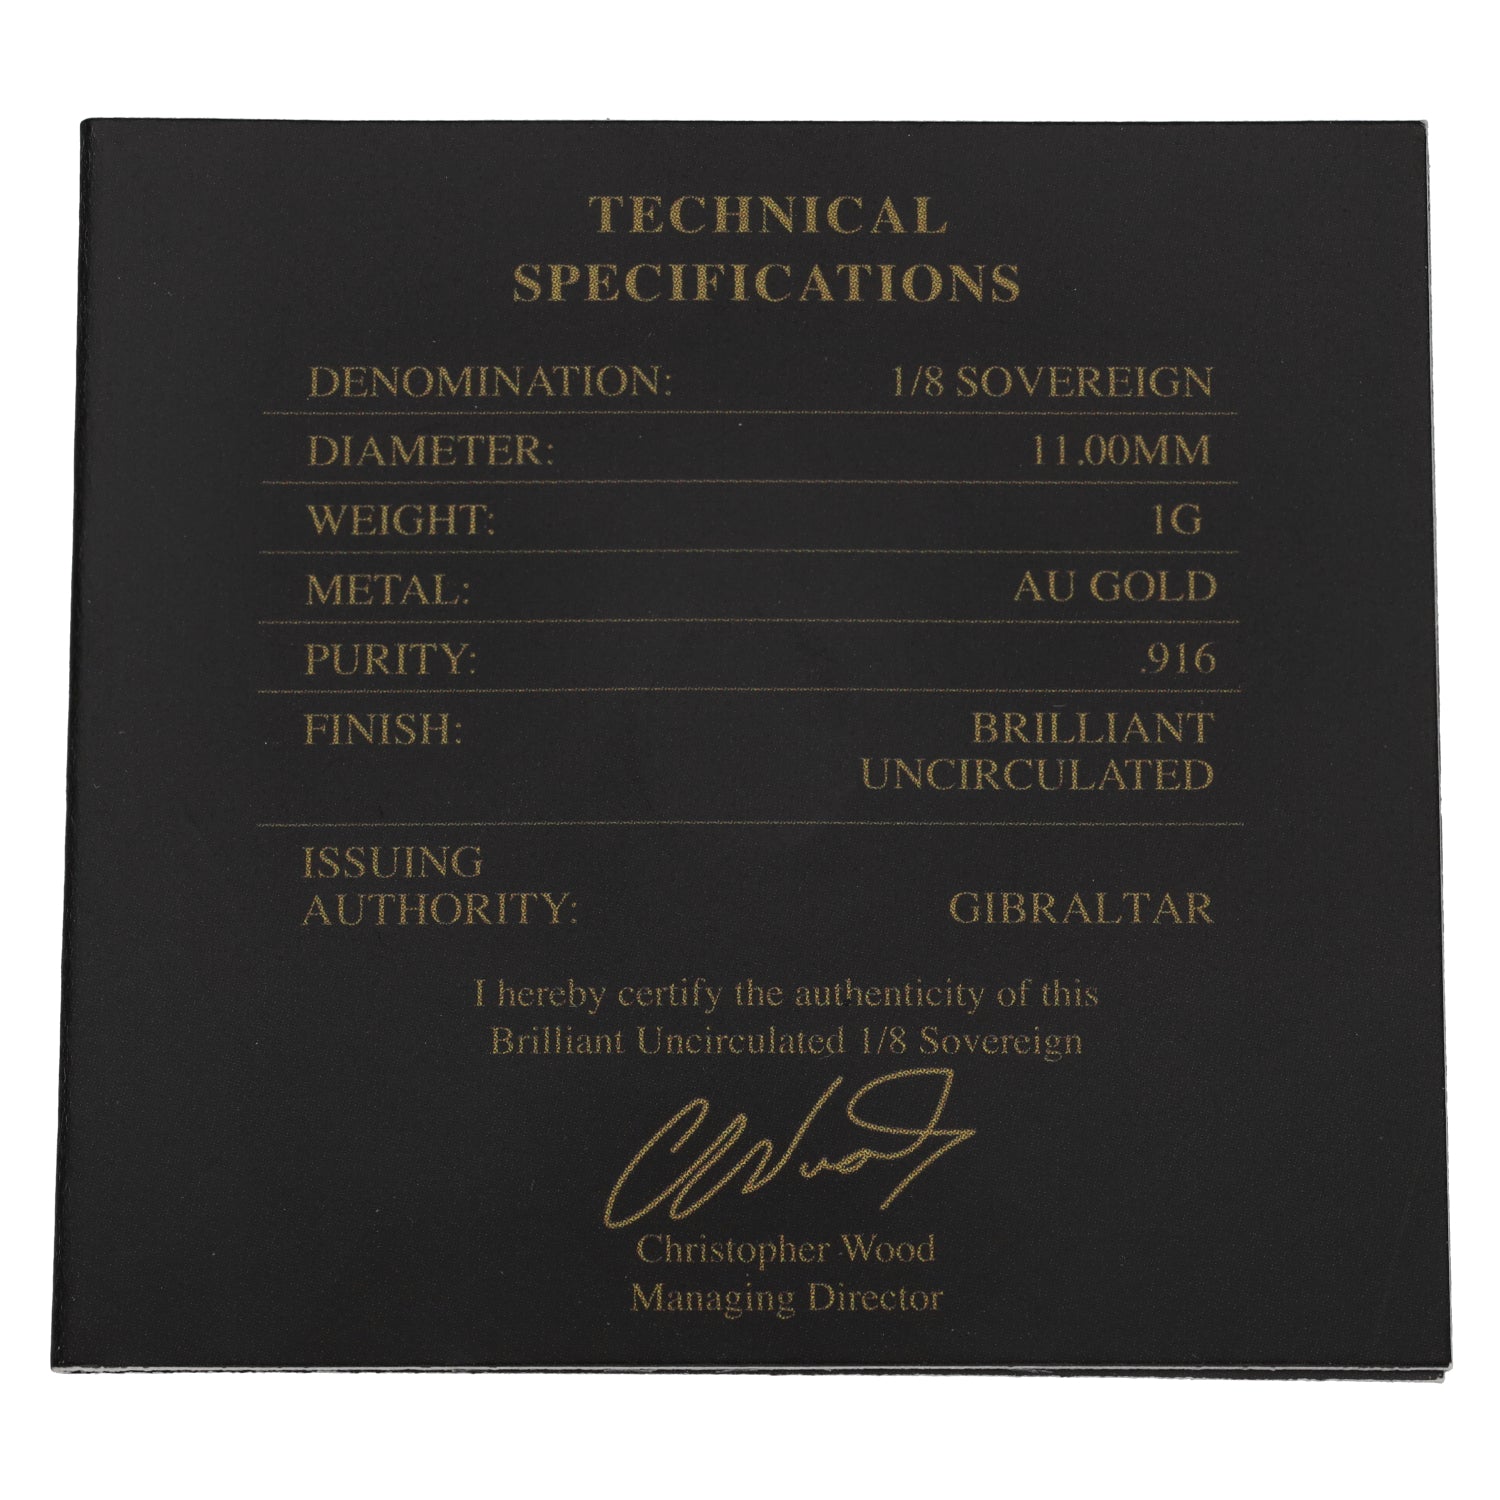 TECHNICAL
SPECIFICATIONS
DENOMINATION: 1/8 SOVEREIGN
DIAMETER: 11.00MM
WEIGHT: 1G
METAL: AU GOLD
PURITY: .916
FINISH: BRILLIANT
UNCIRCULATED
ISSUING
AUTHORITY: GIBRALTAR
I hereby certify the authenticity of this
Brilliant Uncirculated 1/8 Sovereign
CWood
Christopher Wood
Managing Director